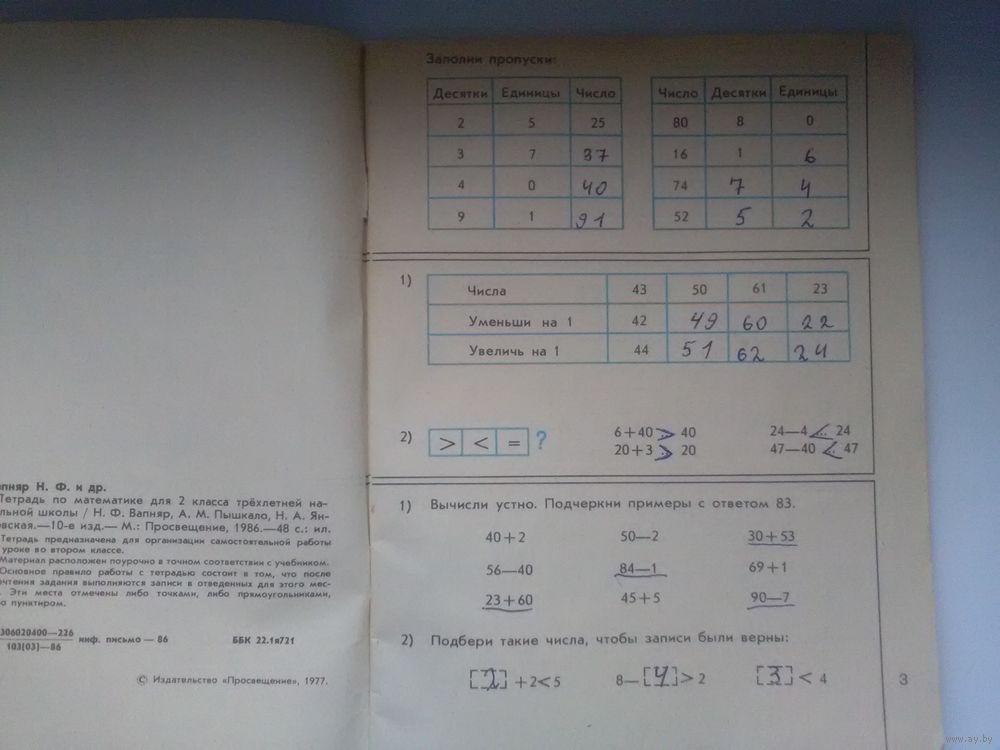 пняр Н. Ф. и др.
Тетрадь по математике для 2 класса трёхлетней на-
льной школы / Н. Ф. Вапняр, А. М. Пышкало, Н. А. Ян-
вская.—10-е изд.— М.: Просвещение, 1986.—48 с.: ил.
Тетрадь предназначена для организации самостоятельной работы
уроке во втором классе.
Материал расположен поурочно в точном соответствии с учебником.
Основное правило работы с тетрадью состоит в том, что после
чтения задания выполняются записи в отведенных для этого мес-
. Эти места отмечены либо точками, либо прямоугольниками,
о пунктиром.
306020400—226
103(03)—86
инф. письмо — 86
ББК 22.1я721
© Издательство «Просвещение», 1977.
Заполни пропуски:
Десятки Единицы Число
2 5 25
3 7 37
4 0 40
9 1 91
Число Десятки Единицы
80 8 0
16 1 6
74 7 4
52 5 2
1)
Числа 43 50 61 23
Уменьши на 1 42 49 60 22
Увеличь на 1 44 51 62 24
2) > < = ?
6+40 > 40 24—4 < 24
20+3 > 20 47—40 < 47
1) Вычисли устно. Подчеркни примеры с ответом 83.
40+2 50—2 30+53
56—40 84—1 69+1
23+60 45+5 90—7
2) Подбери такие числа, чтобы записи были верны:
[2] +2<5 8—[4]>2 [3]< 4
3
www.ay.by